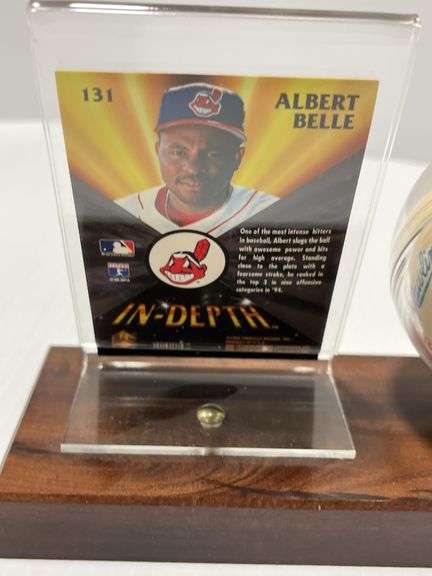 131
ALBERT
BELLE
One of the most intense hitters
in baseball, Albert slugs the ball
with awesome power and hits
for high average. Standing
close to the plate with a
fearsome stroke, he ranked in
the top 3 in nine offensive
categories in '94.
IN-DEPTH